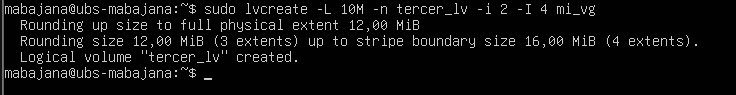 mabajana@ubs-mabajana:~$ sudo lvcreate -L 10M -n tercer_lv -i 2 -I 4 mi_vg
  Rounding up size to full physical extent 12,00 MiB
  Rounding size 12,00 MiB (3 extents) up to stripe boundary size 16,00 MiB (4 extents).
  Logical volume "tercer_lv" created.
mabajana@ubs-mabajana:~$ _